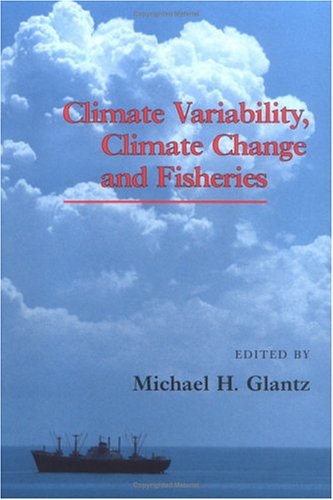 Climate Variability,
Climate Change
and Fisheries
EDITED BY
Michael H. Glantz